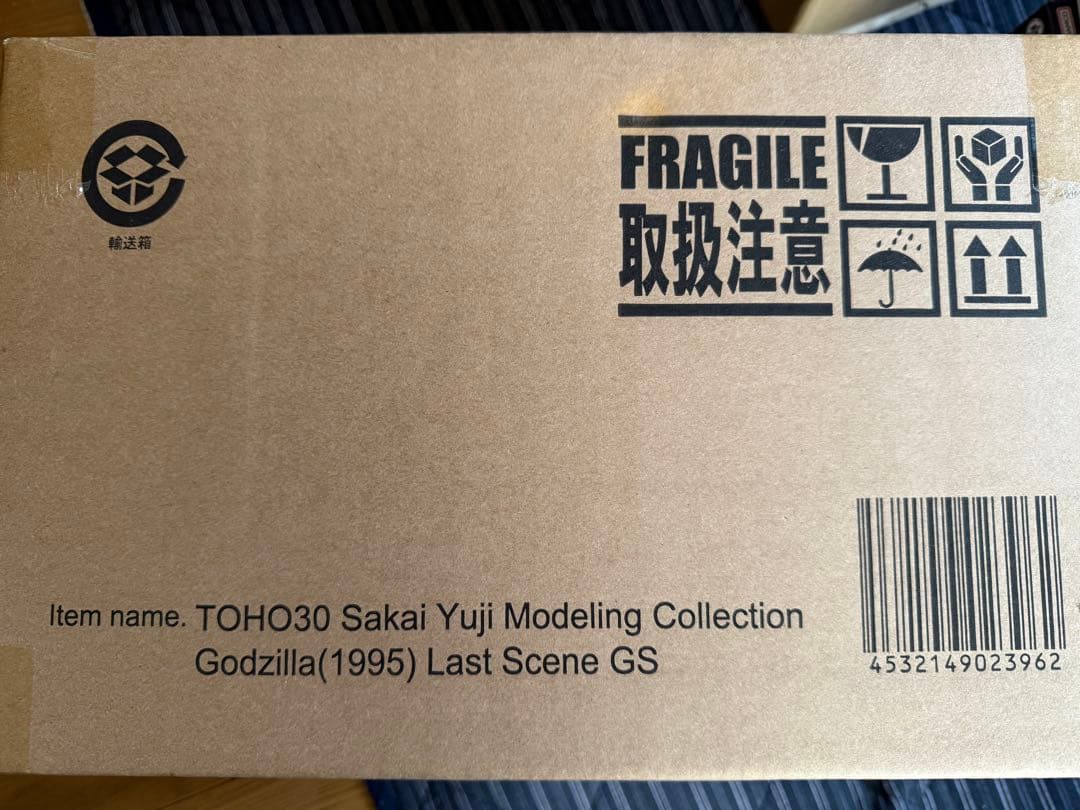 FRAGILE
取扱注意
輸送箱
Item name. TOHO30 Sakai Yuji Modeling Collection
Godzilla(1995) Last Scene GS
4532149023962